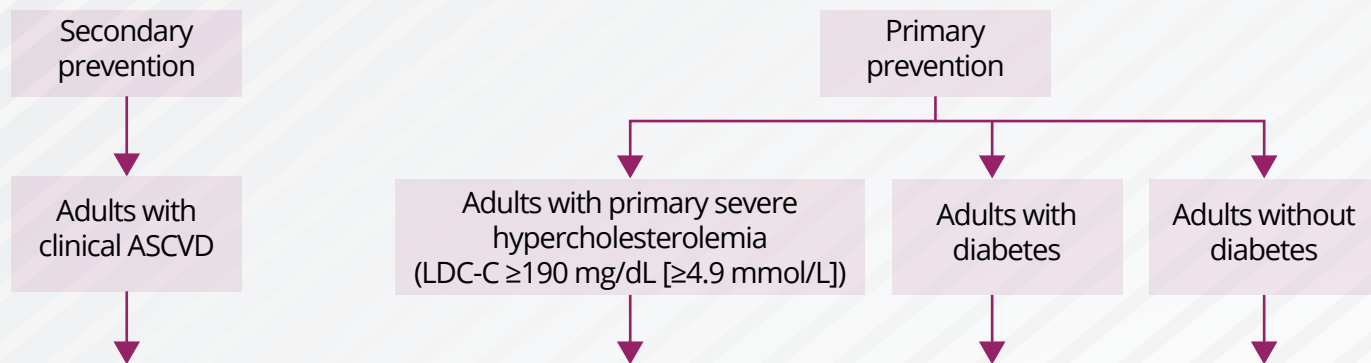 Secondary
prevention
Primary
prevention
Adults with
clinical ASCVD
Adults with primary severe
hypercholesterolemia
(LDC-C ≥190 mg/dL [≥4.9 mmol/L])
Adults with
diabetes
Adults without
diabetes